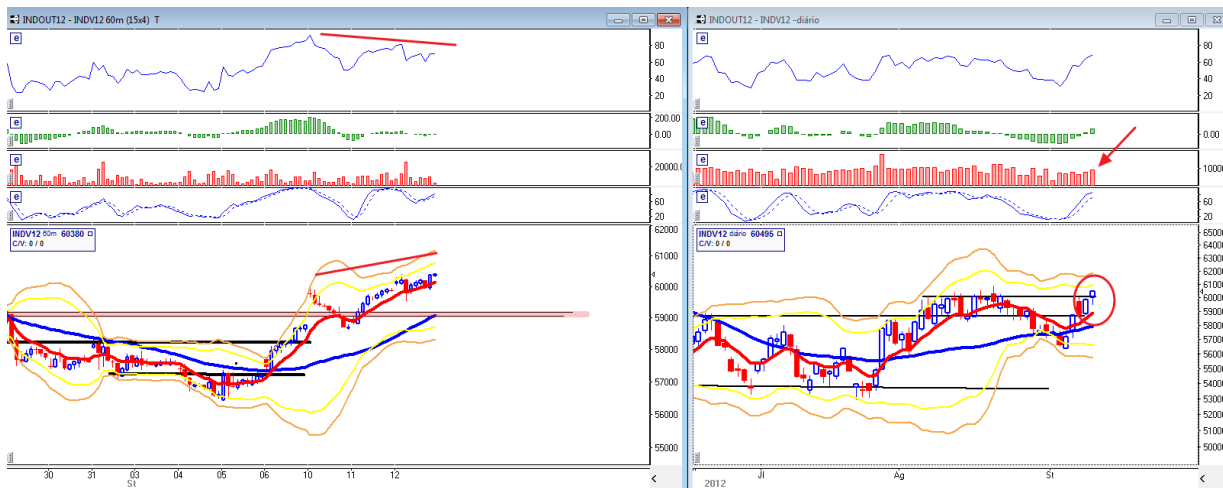 INDOUT12 - INDV12 60m (15x4) T
e
80
60
40
20
e
200.00
0.00
e
20000.0
e
60
20
INDV12 60m 60380
C/V: 0 / 0
62000
61000
60000
59000
58000
57000
56000
55000
30 31 03 04 05 06 10 11 12
St
<
INDOUT12 - INDV12 -diário
e
80
60
40
20
e
0.00
e
10000
e
60
20
INDV12 diário 60495
C/V: 0 / 0
65000
64000
63000
62000
61000
60000
59000
58000
57000
56000
55000
54000
53000
52000
51000
50000
Jl Ag St
2012
<